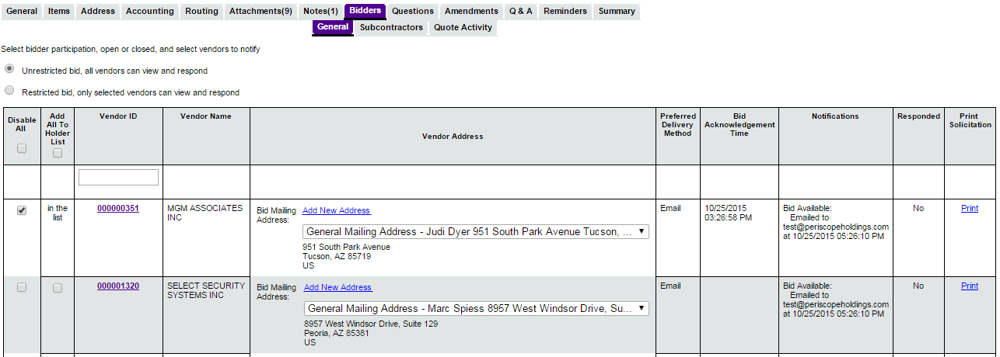 General Items Address Accounting Routing Attachments(9) Notes(1) Bidders Questions Amendments Q & A Reminders Summary
General Subcontractors Quote Activity
Select bidder participation, open or closed, and select vendors to notify
Unrestricted bid, all vendors can view and respond
Restricted bid, only selected vendors can view and respond
Disable
All
Add
All To
Holder
List
Vendor ID
Vendor Name
Vendor Address
Preferred
Delivery
Method
Bid
Acknowledgement
Time
Notifications
Responded
Print
Solicitation
in the
list
000000351
MGM ASSOCIATES
INC
Bid Mailing
Address:
Add New Address
General Mailing Address - Judi Dyer 951 South Park Avenue Tucson, ...
951 South Park Avenue
Tucson, AZ 85719
US
Email
10/25/2015
03:26:58 PM
Bid Available:
Emailed to
test@periscopeholdings.com
at 10/25/2015 05:26:10 PM
No
Print
000001320
SELECT SECURITY
SYSTEMS INC
Bid Mailing
Address:
Add New Address
General Mailing Address - Marc Spiess 8957 West Windsor Drive, Su...
8957 West Windsor Drive, Suite 129
Peoria, AZ 85381
US
Email
Bid Available:
Emailed to
test@periscopeholdings.com
at 10/25/2015 05:26:10 PM
No
Print